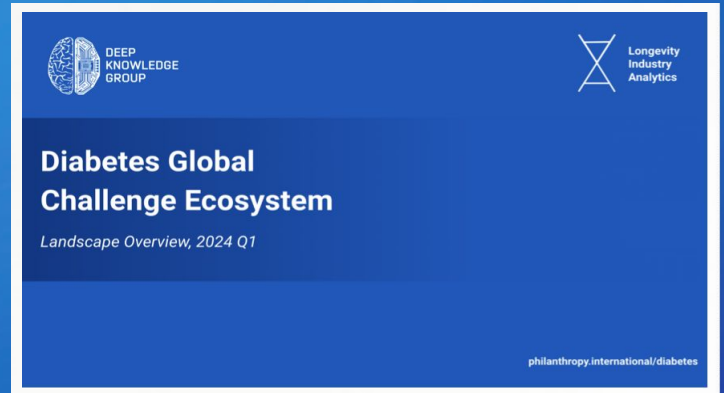 DEEP
KNOWLEDGE
GROUP
Longevity
Industry
Analytics
Diabetes Global
Challenge Ecosystem
Landscape Overview, 2024 Q1
philanthropy.international/diabetes